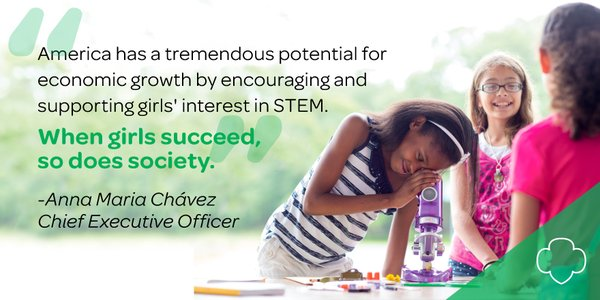 America has a tremendous potential for
economic growth by encouraging and
supporting girls' interest in STEM.
When girls succeed,
so does society.
-Anna Maria Chávez
Chief Executive Officer